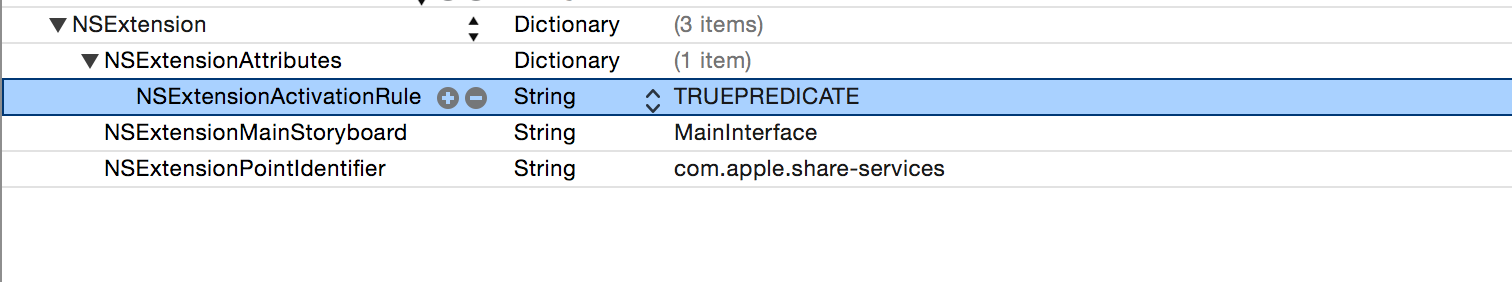 NSExtension Dictionary (3 items)
NSExtensionAttributes Dictionary (1 item)
NSExtensionActivationRule String TRUEPREDICATE
NSExtensionMainStoryboard String MainInterface
NSExtensionPointIdentifier String com.apple.share-services